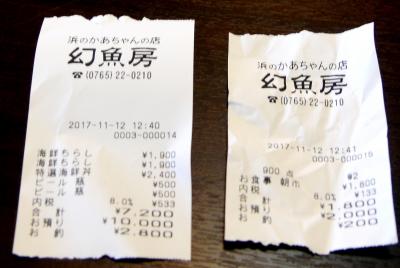 浜のかあちゃんの店
幻魚房
☎(0765)22-0210
2017-11-12 12:40
0003-000014
海鮮ちらし ¥1,900
海鮮ちらし ¥1,900
特選海鮮丼 ¥2,400
ビール 瓶 ¥500
ビール 瓶 ¥500
内税 8.0% ¥533
合計 ¥7,200
お預り ¥10,000
お釣 ¥2,800
浜のかあちゃんの店
幻魚房
☎(0765)22-0210
2017-11-12 12:41
0003-000015
900 点 @2
お食事 朝市 ¥1,800
内税 8.0% ¥133
合計 ¥1,800
お預り ¥2,000
お釣 ¥200